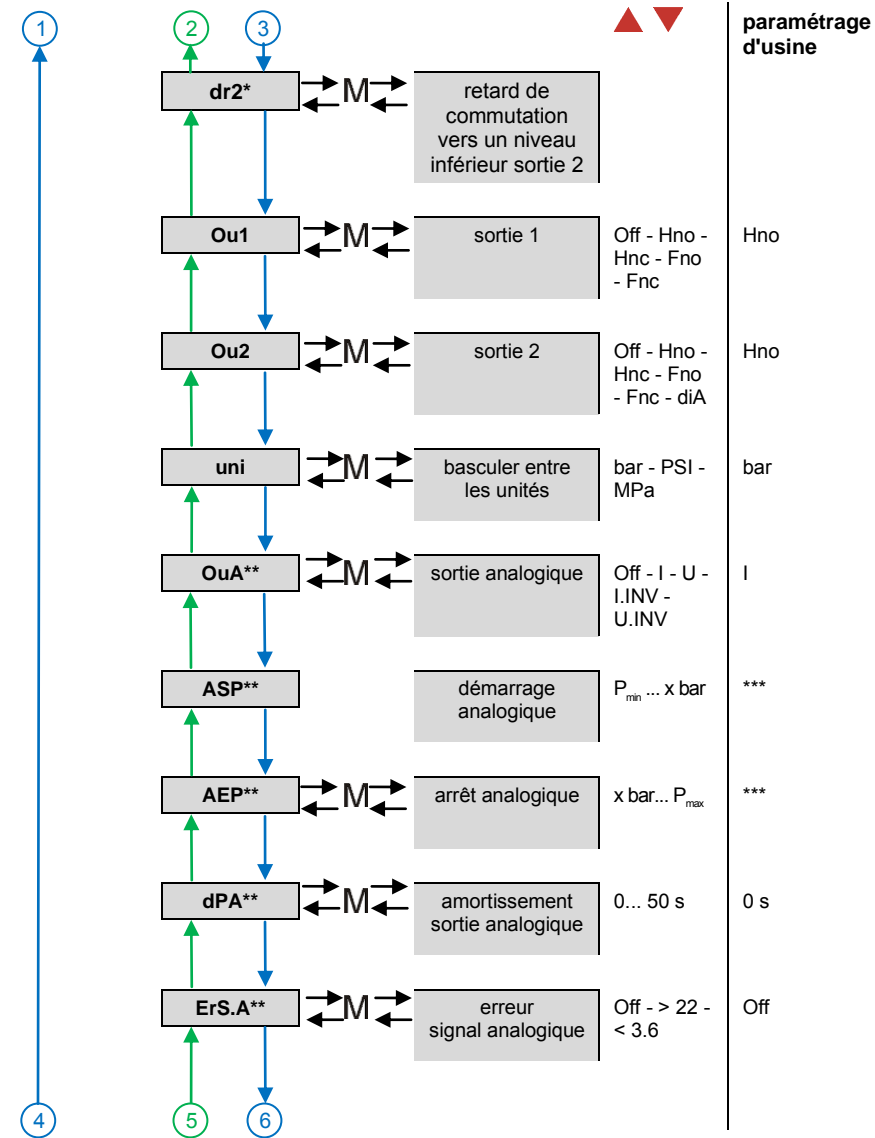 1
2
3
paramétrage
d'usine
dr2*
M
retard de
commutation
vers un niveau
inférieur sortie 2
Ou1
M
sortie 1
Off - Hno -
Hnc - Fno
- Fnc
Hno
Ou2
M
sortie 2
Off - Hno -
Hnc - Fno
- Fnc - diA
Hno
uni
M
basculer entre
les unités
bar - PSI -
MPa
bar
OuA**
M
sortie analogique
Off - I - U -
I.INV -
U.INV
I
ASP**
démarrage
analogique
Pmin ... x bar
***
AEP**
M
arrêt analogique
x bar... Pmax
***
dPA**
M
amortissement
sortie analogique
0... 50 s
0 s
ErS.A**
M
erreur
signal analogique
Off - > 22 -
< 3.6
Off
4
5
6